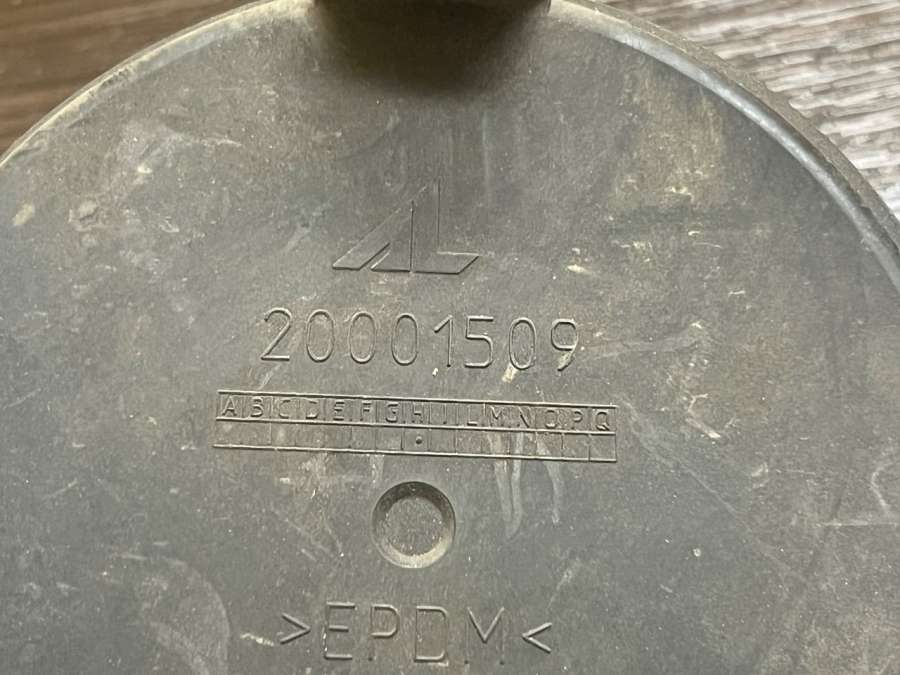 AL
20001509
A B C D E F G H I L M N O P Q
>EPDM<